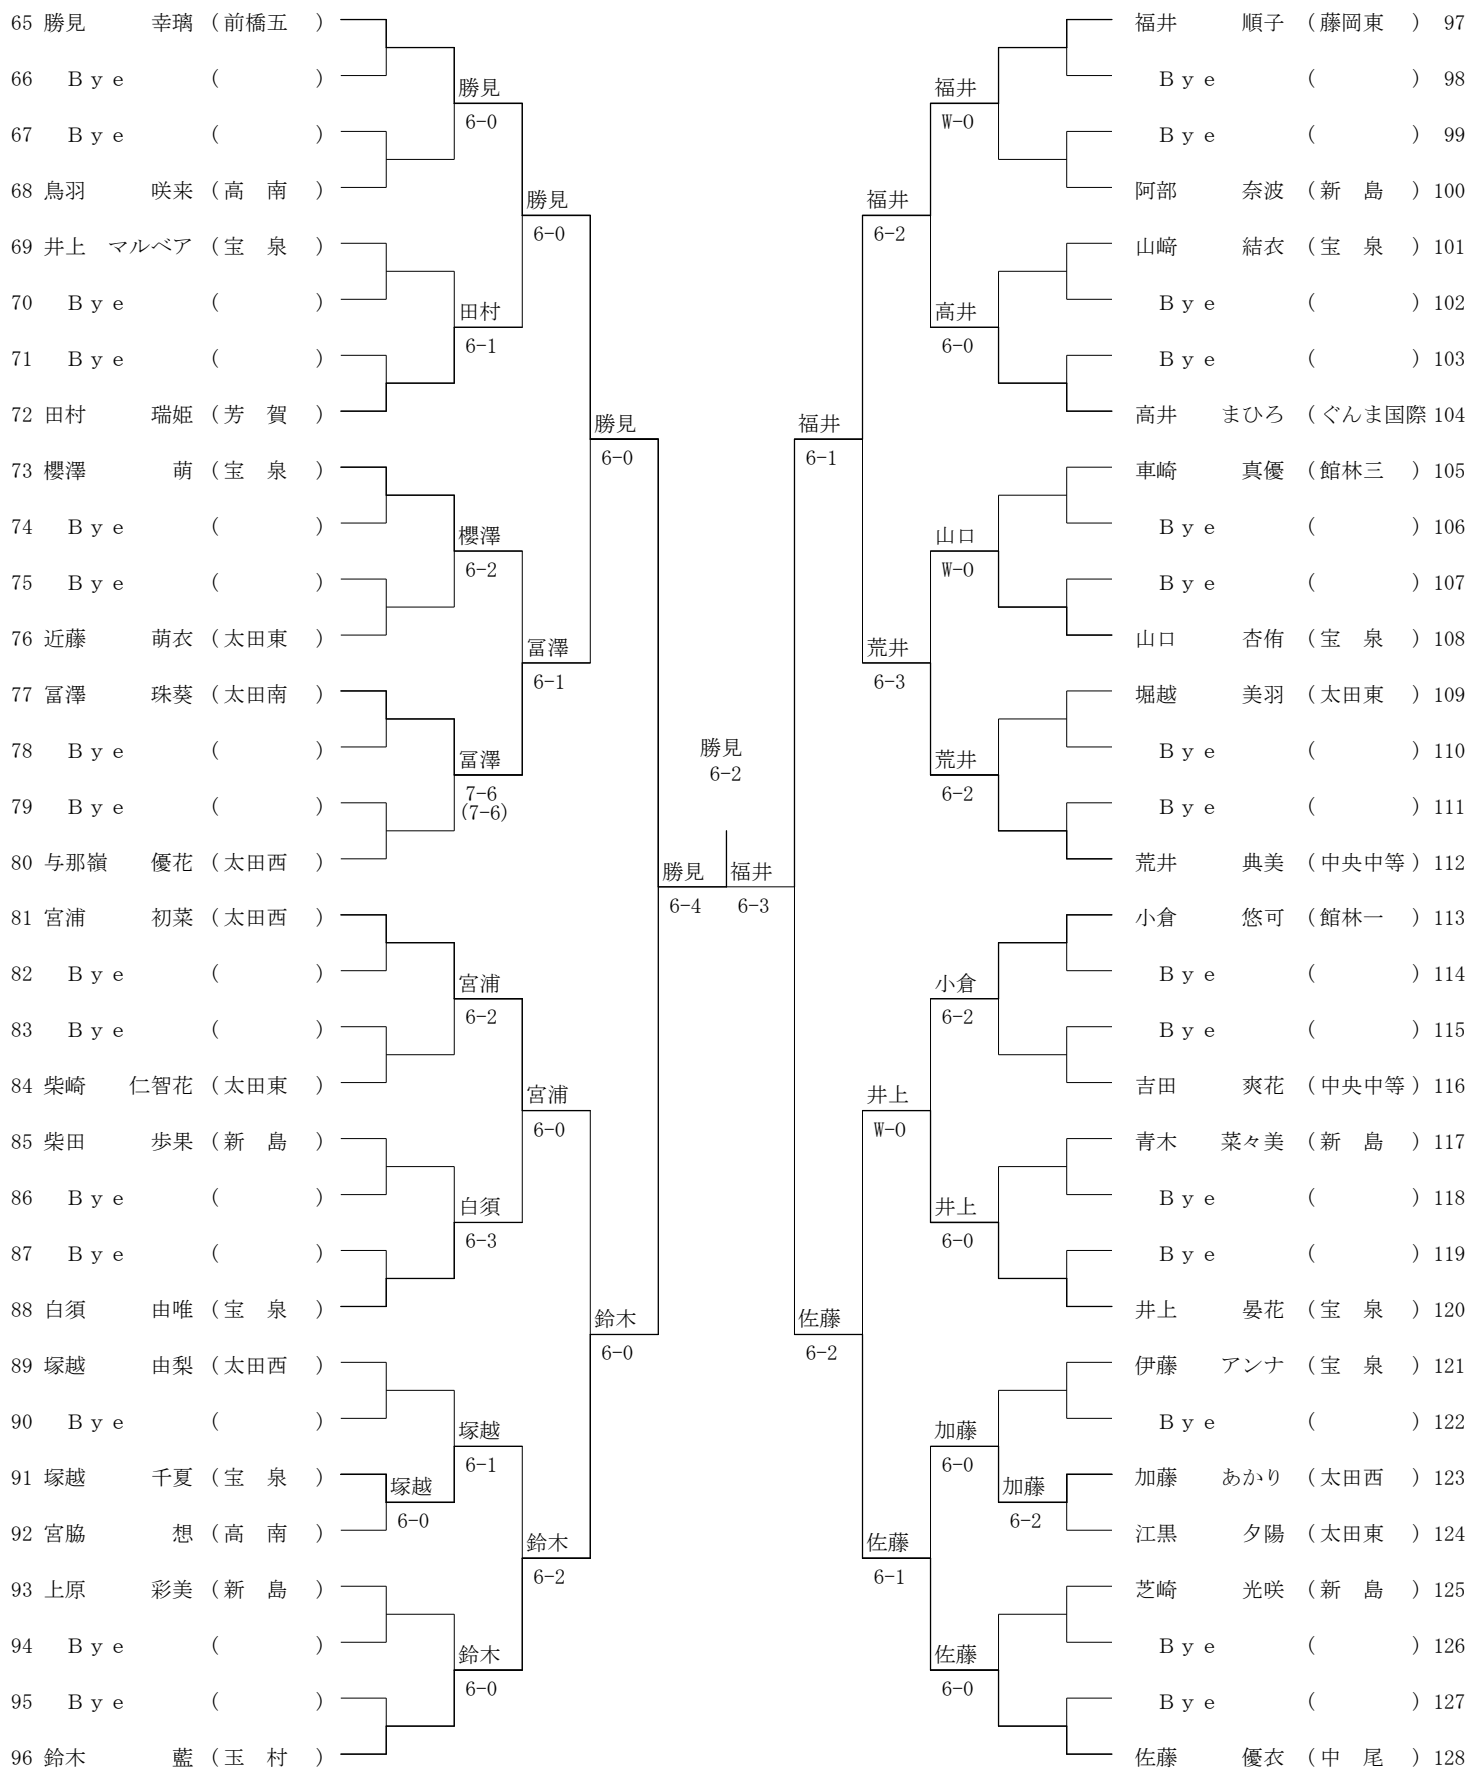 65 勝見 幸璃 （前橋五 ）
66 Bye （ ）
勝見
6-0
67 Bye （ ）
68 鳥羽 咲来 （高 南 ）
勝見
6-0
69 井上 マルベア （宝 泉 ）
70 Bye （ ）
田村
6-1
71 Bye （ ）
72 田村 瑞姫 （芳 賀 ）
勝見
6-0
73 櫻澤 萌 （宝 泉 ）
74 Bye （ ）
櫻澤
6-2
75 Bye （ ）
76 近藤 萌衣 （太田東 ）
冨澤
6-1
77 冨澤 珠葵 （太田南 ）
78 Bye （ ）
冨澤
7-6
(7-6)
79 Bye （ ）
80 与那嶺 優花 （太田西 ）
勝見
6-4
81 宮浦 初菜 （太田西 ）
82 Bye （ ）
宮浦
6-2
83 Bye （ ）
84 柴崎 仁智花 （太田東 ）
宮浦
6-0
85 柴田 歩果 （新 島 ）
86 Bye （ ）
白須
6-3
87 Bye （ ）
88 白須 由唯 （宝 泉 ）
鈴木
6-0
89 塚越 由梨 （太田西 ）
90 Bye （ ）
塚越
6-1
91 塚越 千夏 （宝 泉 ）
塚越
6-0
92 宮脇 想 （高 南 ）
鈴木
6-2
93 上原 彩美 （新 島 ）
94 Bye （ ）
鈴木
6-0
95 Bye （ ）
96 鈴木 藍 （玉 村 ）
勝見
6-2
福井 順子 （藤岡東 ） 97
Bye （ ） 98
福井
W-0
Bye （ ） 99
阿部 奈波 （新 島 ） 100
福井
6-2
山﨑 結衣 （宝 泉 ） 101
Bye （ ） 102
高井
6-0
Bye （ ） 103
高井 まひろ （ぐんま国際 104
福井
6-1
車崎 真優 （館林三 ） 105
Bye （ ） 106
山口
W-0
Bye （ ） 107
山口 杏侑 （宝 泉 ） 108
荒井
6-3
堀越 美羽 （太田東 ） 109
Bye （ ） 110
荒井
6-2
Bye （ ） 111
荒井 典美 （中央中等 ） 112
福井
6-3
小倉 悠可 （館林一 ） 113
Bye （ ） 114
小倉
6-2
Bye （ ） 115
吉田 爽花 （中央中等 ） 116
井上
W-0
青木 菜々美 （新 島 ） 117
Bye （ ） 118
井上
6-0
Bye （ ） 119
井上 晏花 （宝 泉 ） 120
佐藤
6-2
伊藤 アンナ （宝 泉 ） 121
Bye （ ） 122
加藤
6-0
加藤 あかり （太田西 ） 123
加藤
6-2
江黒 夕陽 （太田東 ） 124
佐藤
6-1
芝崎 光咲 （新 島 ） 125
Bye （ ） 126
佐藤
6-0
Bye （ ） 127
佐藤 優衣 （中 尾 ） 128